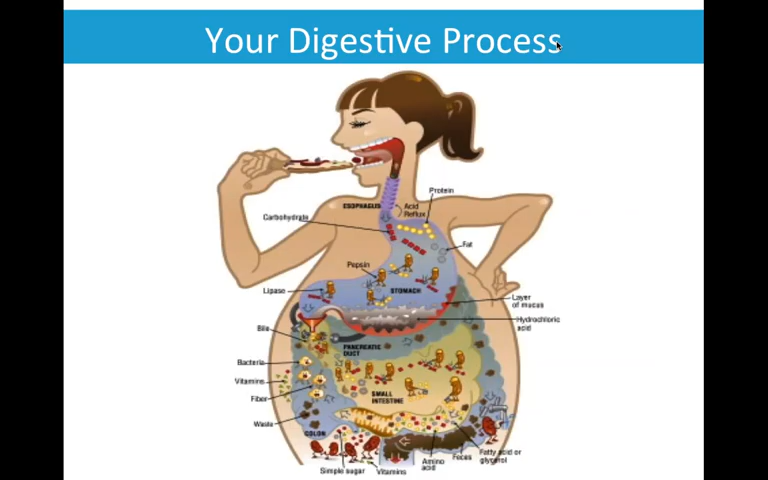 Your Digestive Process
Protein
ESOPHAGUS
Acid
Reflux
Carbohydrate
Fat
Pepsin
Lipase
STOMACH
Layer
of mucus
Hydrochloric
acid
Bile
PANCREATIC
DUCT
Bacteria
Vitamins
Fiber
SMALL
INTESTINE
Waste
COLON
Simple sugar
Vitamins
Amino
acid
Feces
Fatty acid or
glycerol